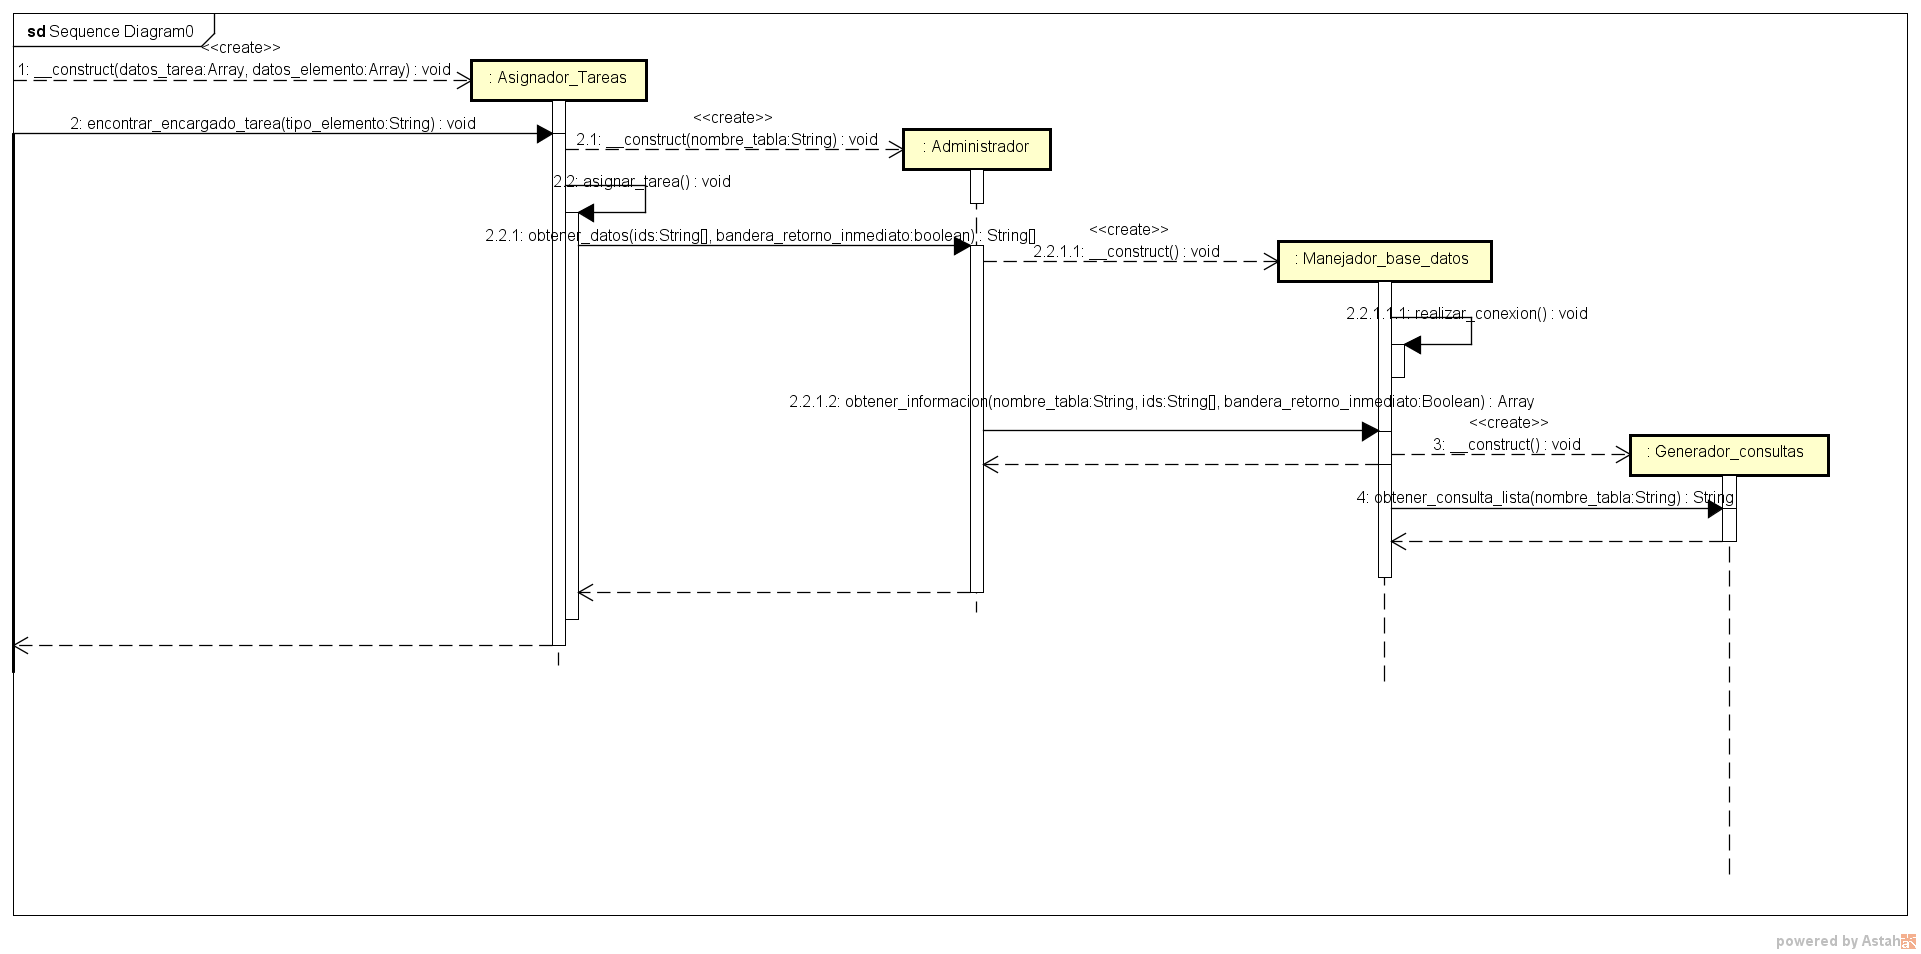 sd Sequence Diagram0
<<create>>
1: __construct(datos_tarea:Array, datos_elemento:Array) : void
: Asignador_Tareas
2: encontrar_encargado_tarea(tipo_elemento:String) : void
<<create>>
2.1: __construct(nombre_tabla:String) : void
: Administrador
2.2: asignar_tarea() : void
2.2.1: obtener_datos(ids:String[], bandera_retorno_inmediato:boolean) : String[]
<<create>>
2.2.1.1: __construct() : void
: Manejador_base_datos
2.2.1.1.1: realizar_conexion() : void
2.2.1.2: obtener_informacion(nombre_tabla:String, ids:String[], bandera_retorno_inmediato:Boolean) : Array
<<create>>
3: __construct() : void
: Generador_consultas
4: obtener_consulta_lista(nombre_tabla:String) : String
powered by Astah